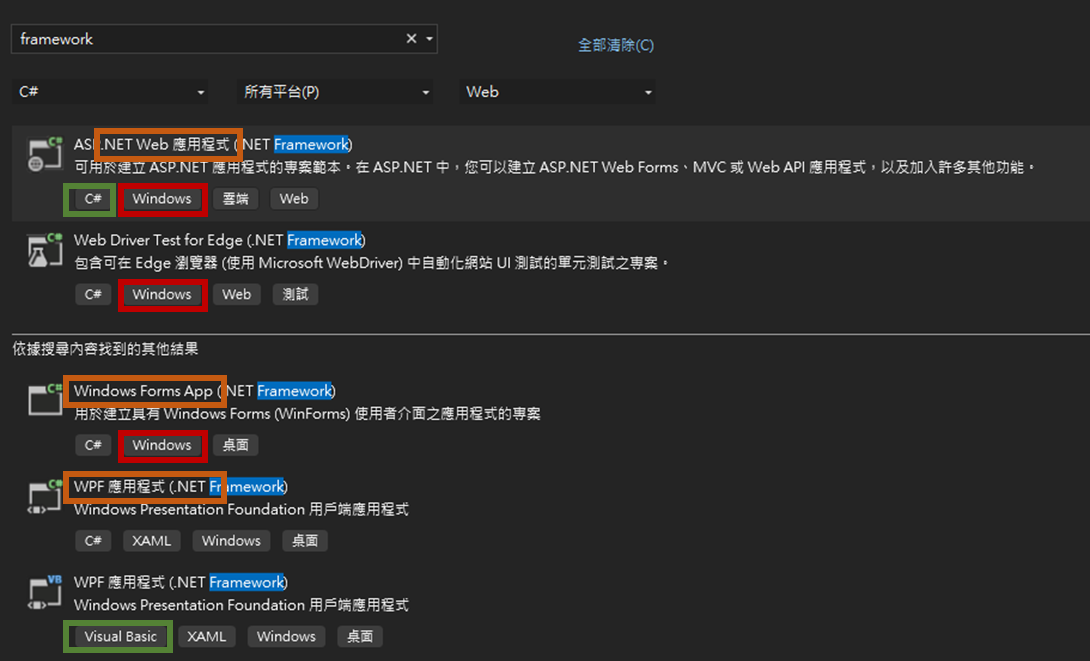 framework
全部清除(C)
C# 所有平台(P) Web
C# ASP.NET Web 應用程式 (.NET Framework)
可用於建立 ASP.NET 應用程式的專案範本。在 ASP.NET 中，您可以建立 ASP.NET Web Forms、MVC 或 Web API 應用程式，以及加入許多其他功能。
C# Windows 雲端 Web
C# Web Driver Test for Edge (.NET Framework)
包含可在 Edge 瀏覽器 (使用 Microsoft WebDriver) 中自動化網站 UI 測試的單元測試之專案。
C# Windows Web 測試
依據搜尋內容找到的其他結果
C# Windows Forms App (.NET Framework)
用於建立具有 Windows Forms (WinForms) 使用者介面之應用程式的專案
C# Windows 桌面
C# WPF 應用程式 (.NET Framework)
Windows Presentation Foundation 用戶端應用程式
C# XAML Windows 桌面
VB WPF 應用程式 (.NET Framework)
Windows Presentation Foundation 用戶端應用程式
Visual Basic XAML Windows 桌面